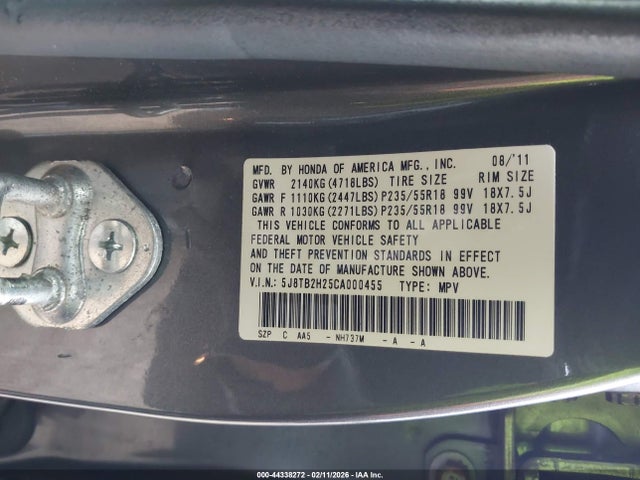 MFD. BY HONDA OF AMERICA MFG., INC. 08/'11
GVWR 2140KG(4718LBS) TIRE SIZE RIM SIZE
GAWR F 1110KG(2447LBS)P235/55R18 99V 18X7.5J
GAWR R 1030KG(2271LBS)P235/55R18 99V 18X7.5J
THIS VEHICLE CONFORMS TO ALL APPLICABLE
FEDERAL MOTOR VEHICLE SAFETY
AND THEFT PREVENTION STANDARDS IN EFFECT
ON THE DATE OF MANUFACTURE SHOWN ABOVE.
V.I.N.: 5J8TB2H25CA000455 TYPE: MPV
SZP C AA5 - NH737M - A - A
000-44338272 - 02/11/2026 - IAA Inc.